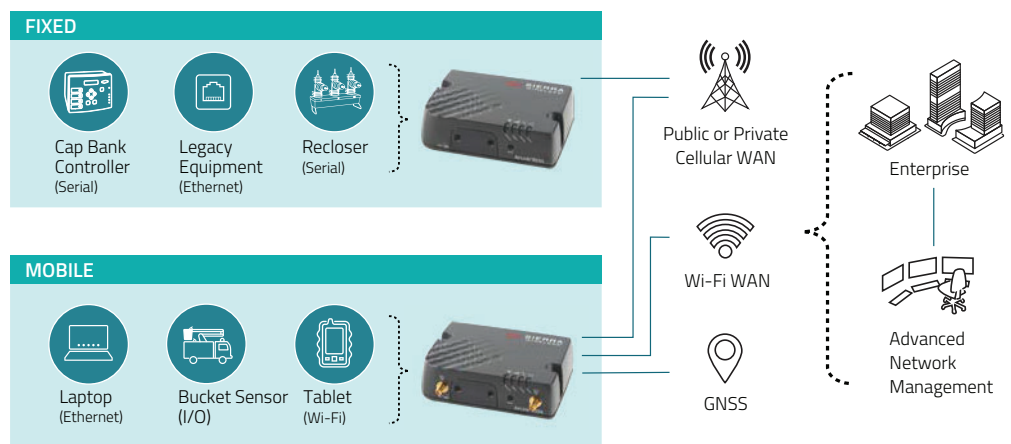 FIXED
Cap Bank
Controller
(Serial)
Legacy
Equipment
(Ethernet)
Recloser
(Serial)
SIERRA
Public or Private
Cellular WAN
Enterprise
Wi-Fi WAN
MOBILE
Laptop
(Ethernet)
Bucket Sensor
(I/O)
Tablet
(Wi-Fi)
SIERRA
GNSS
Advanced
Network
Management